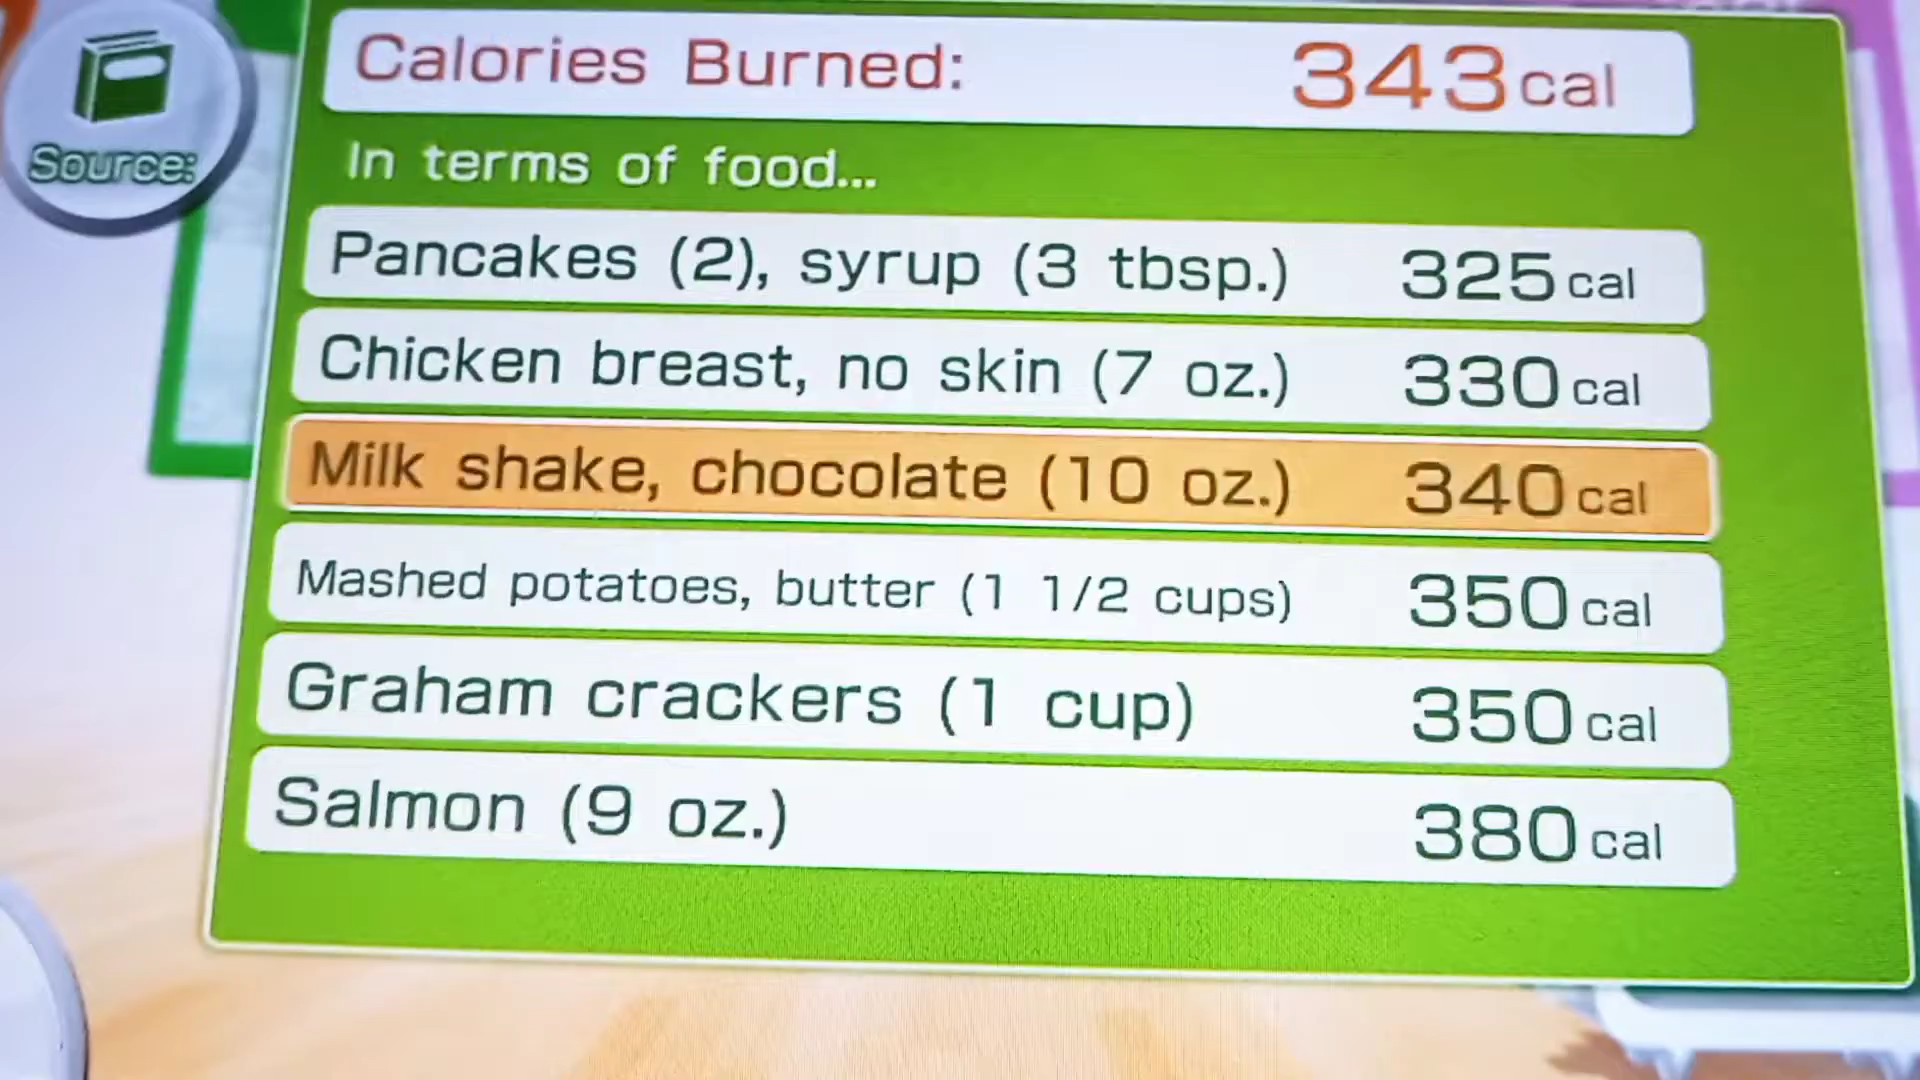 Source:
Calories Burned: 343 cal
In terms of food...
Pancakes (2), syrup (3 tbsp.) 325 cal
Chicken breast, no skin (7 oz.) 330 cal
Milk shake, chocolate (10 oz.) 340 cal
Mashed potatoes, butter (1 1/2 cups) 350 cal
Graham crackers (1 cup) 350 cal
Salmon (9 oz.) 380 cal